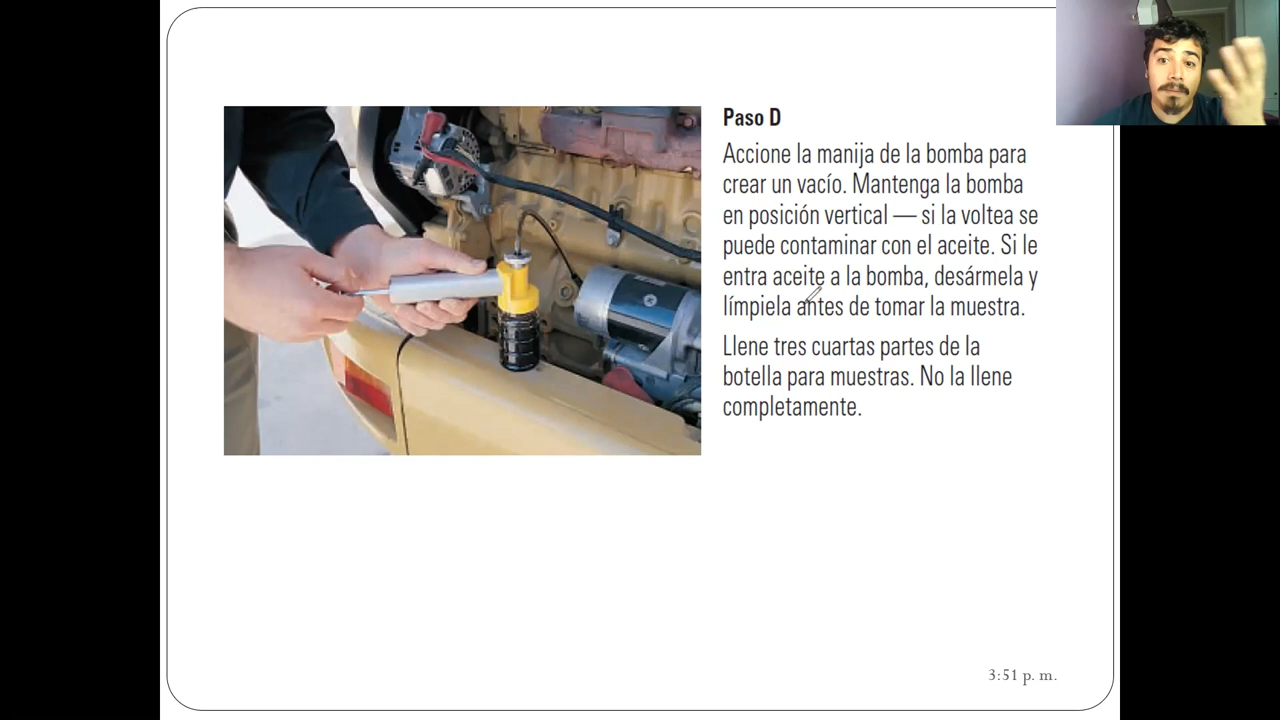 Paso D
Accione la manija de la bomba para
crear un vacío. Mantenga la bomba
en posición vertical — si la voltea se
puede contaminar con el aceite. Si le
entra aceite a la bomba, desármela y
límpiela antes de tomar la muestra.
Llene tres cuartas partes de la
botella para muestras. No la llene
completamente.
3:51 p. m.